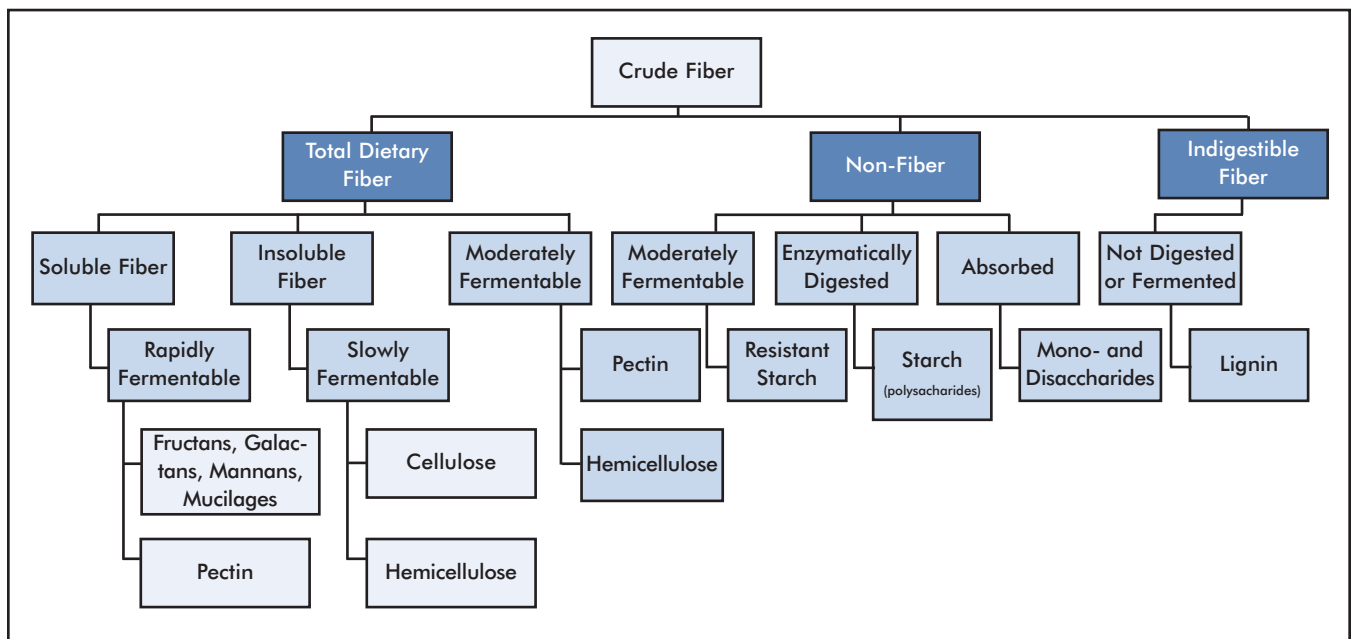 Crude Fiber
Total Dietary
Fiber
Non-Fiber
Indigestible
Fiber
Soluble Fiber
Insoluble
Fiber
Moderately
Fermentable
Moderately
Fermentable
Enzymatically
Digested
Absorbed
Not Digested
or Fermented
Rapidly
Fermentable
Slowly
Fermentable
Pectin
Resistant
Starch
Starch
(polysacharides)
Mono- and
Disaccharides
Lignin
Fructans, Galac-
tans, Mannans,
Mucilages
Cellulose
Hemicellulose
Pectin
Hemicellulose